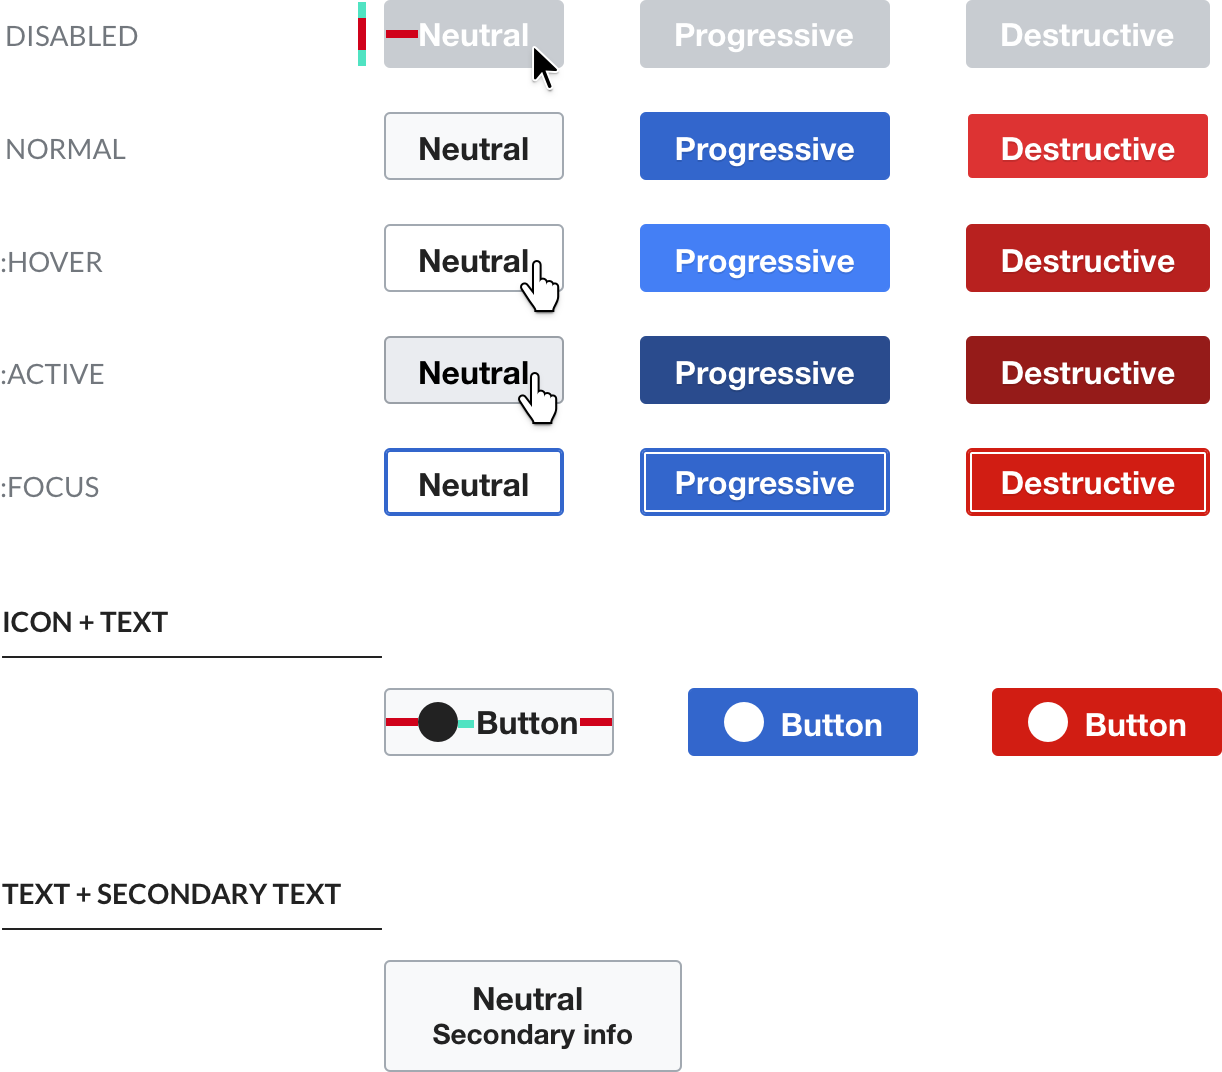 DISABLED Neutral Progressive Destructive
NORMAL Neutral Progressive Destructive
:HOVER Neutral Progressive Destructive
:ACTIVE Neutral Progressive Destructive
:FOCUS Neutral Progressive Destructive
ICON + TEXT
Button Button Button
TEXT + SECONDARY TEXT
Neutral
Secondary info